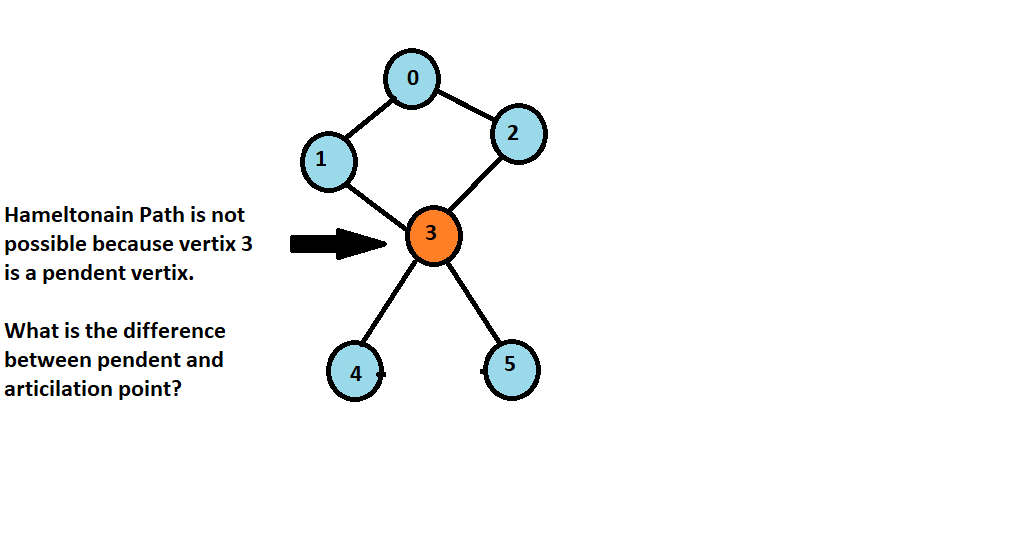 0
2
1
Hameltonain Path is not
possible because vertix 3
is a pendent vertix.
3
What is the difference
between pendent and
articilation point?
4
5